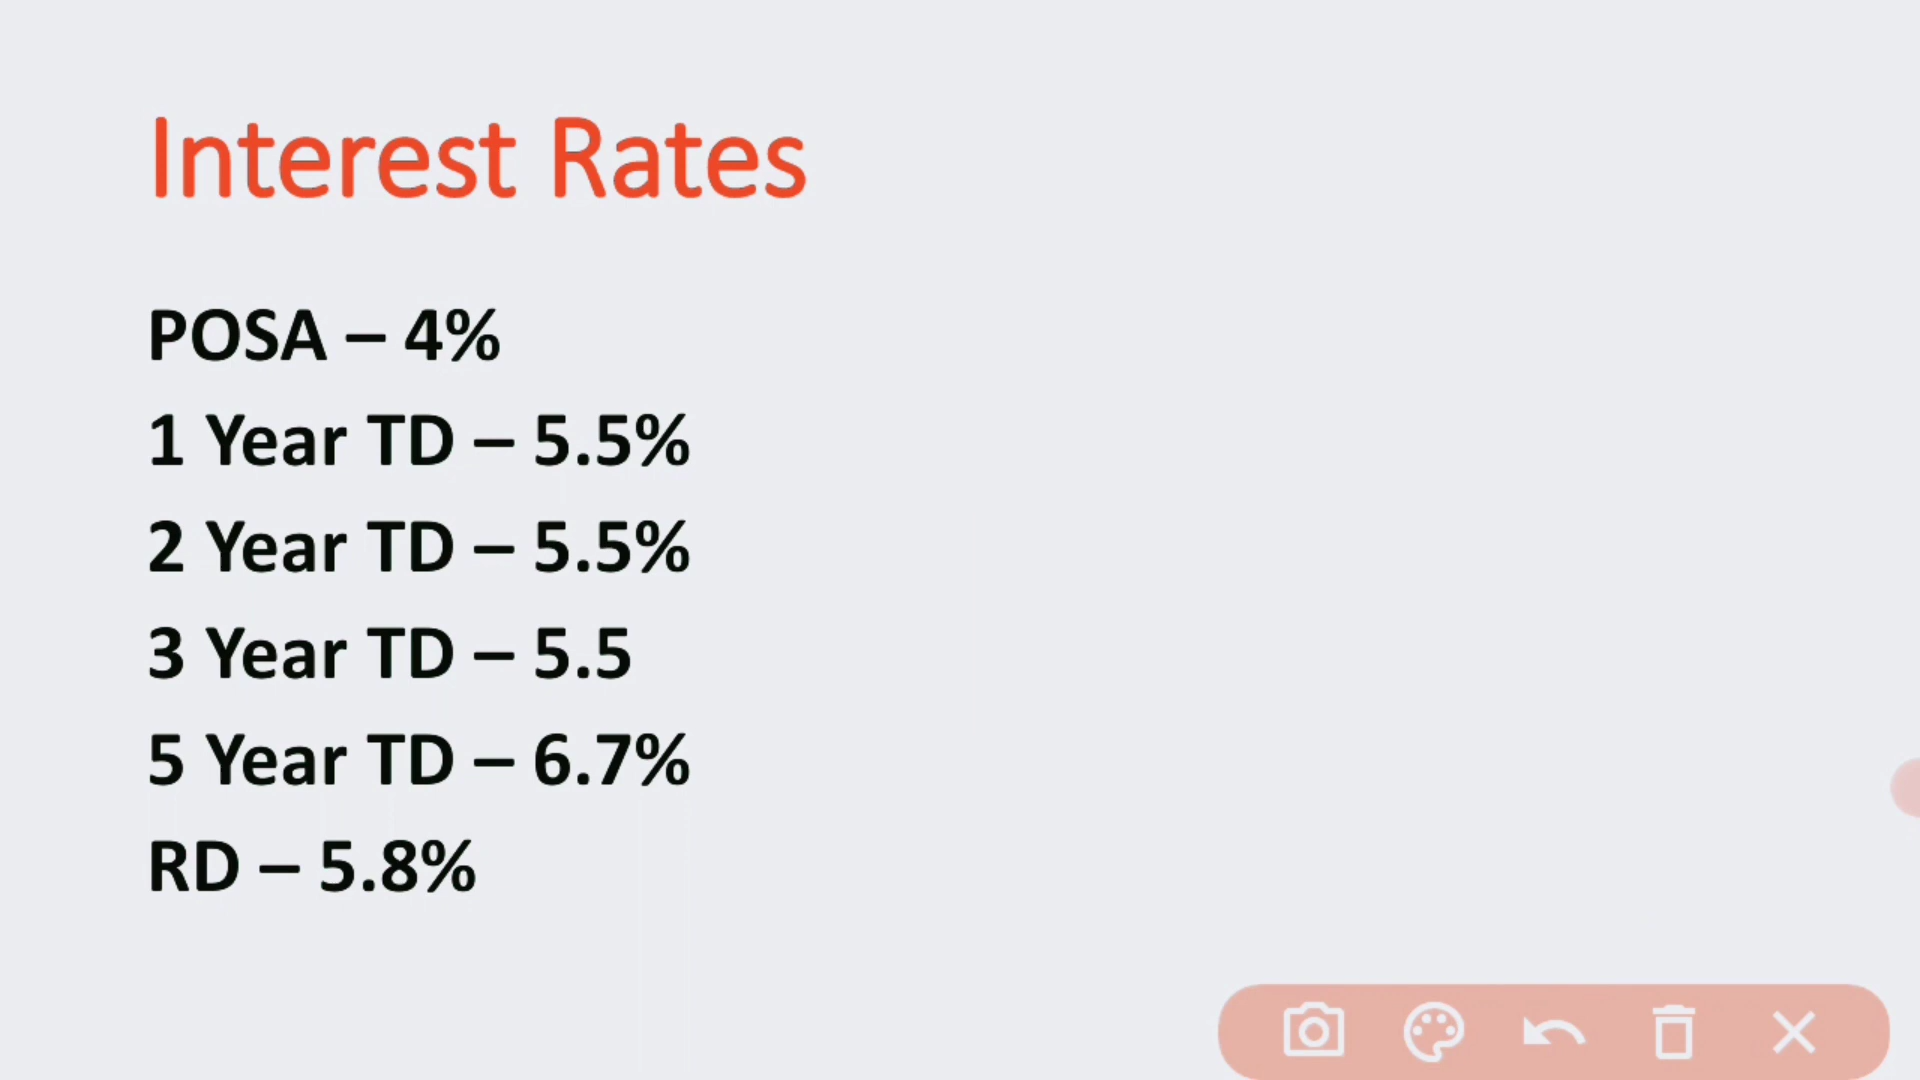 Interest Rates
POSA – 4%
1 Year TD – 5.5%
2 Year TD – 5.5%
3 Year TD – 5.5
5 Year TD – 6.7%
RD – 5.8%